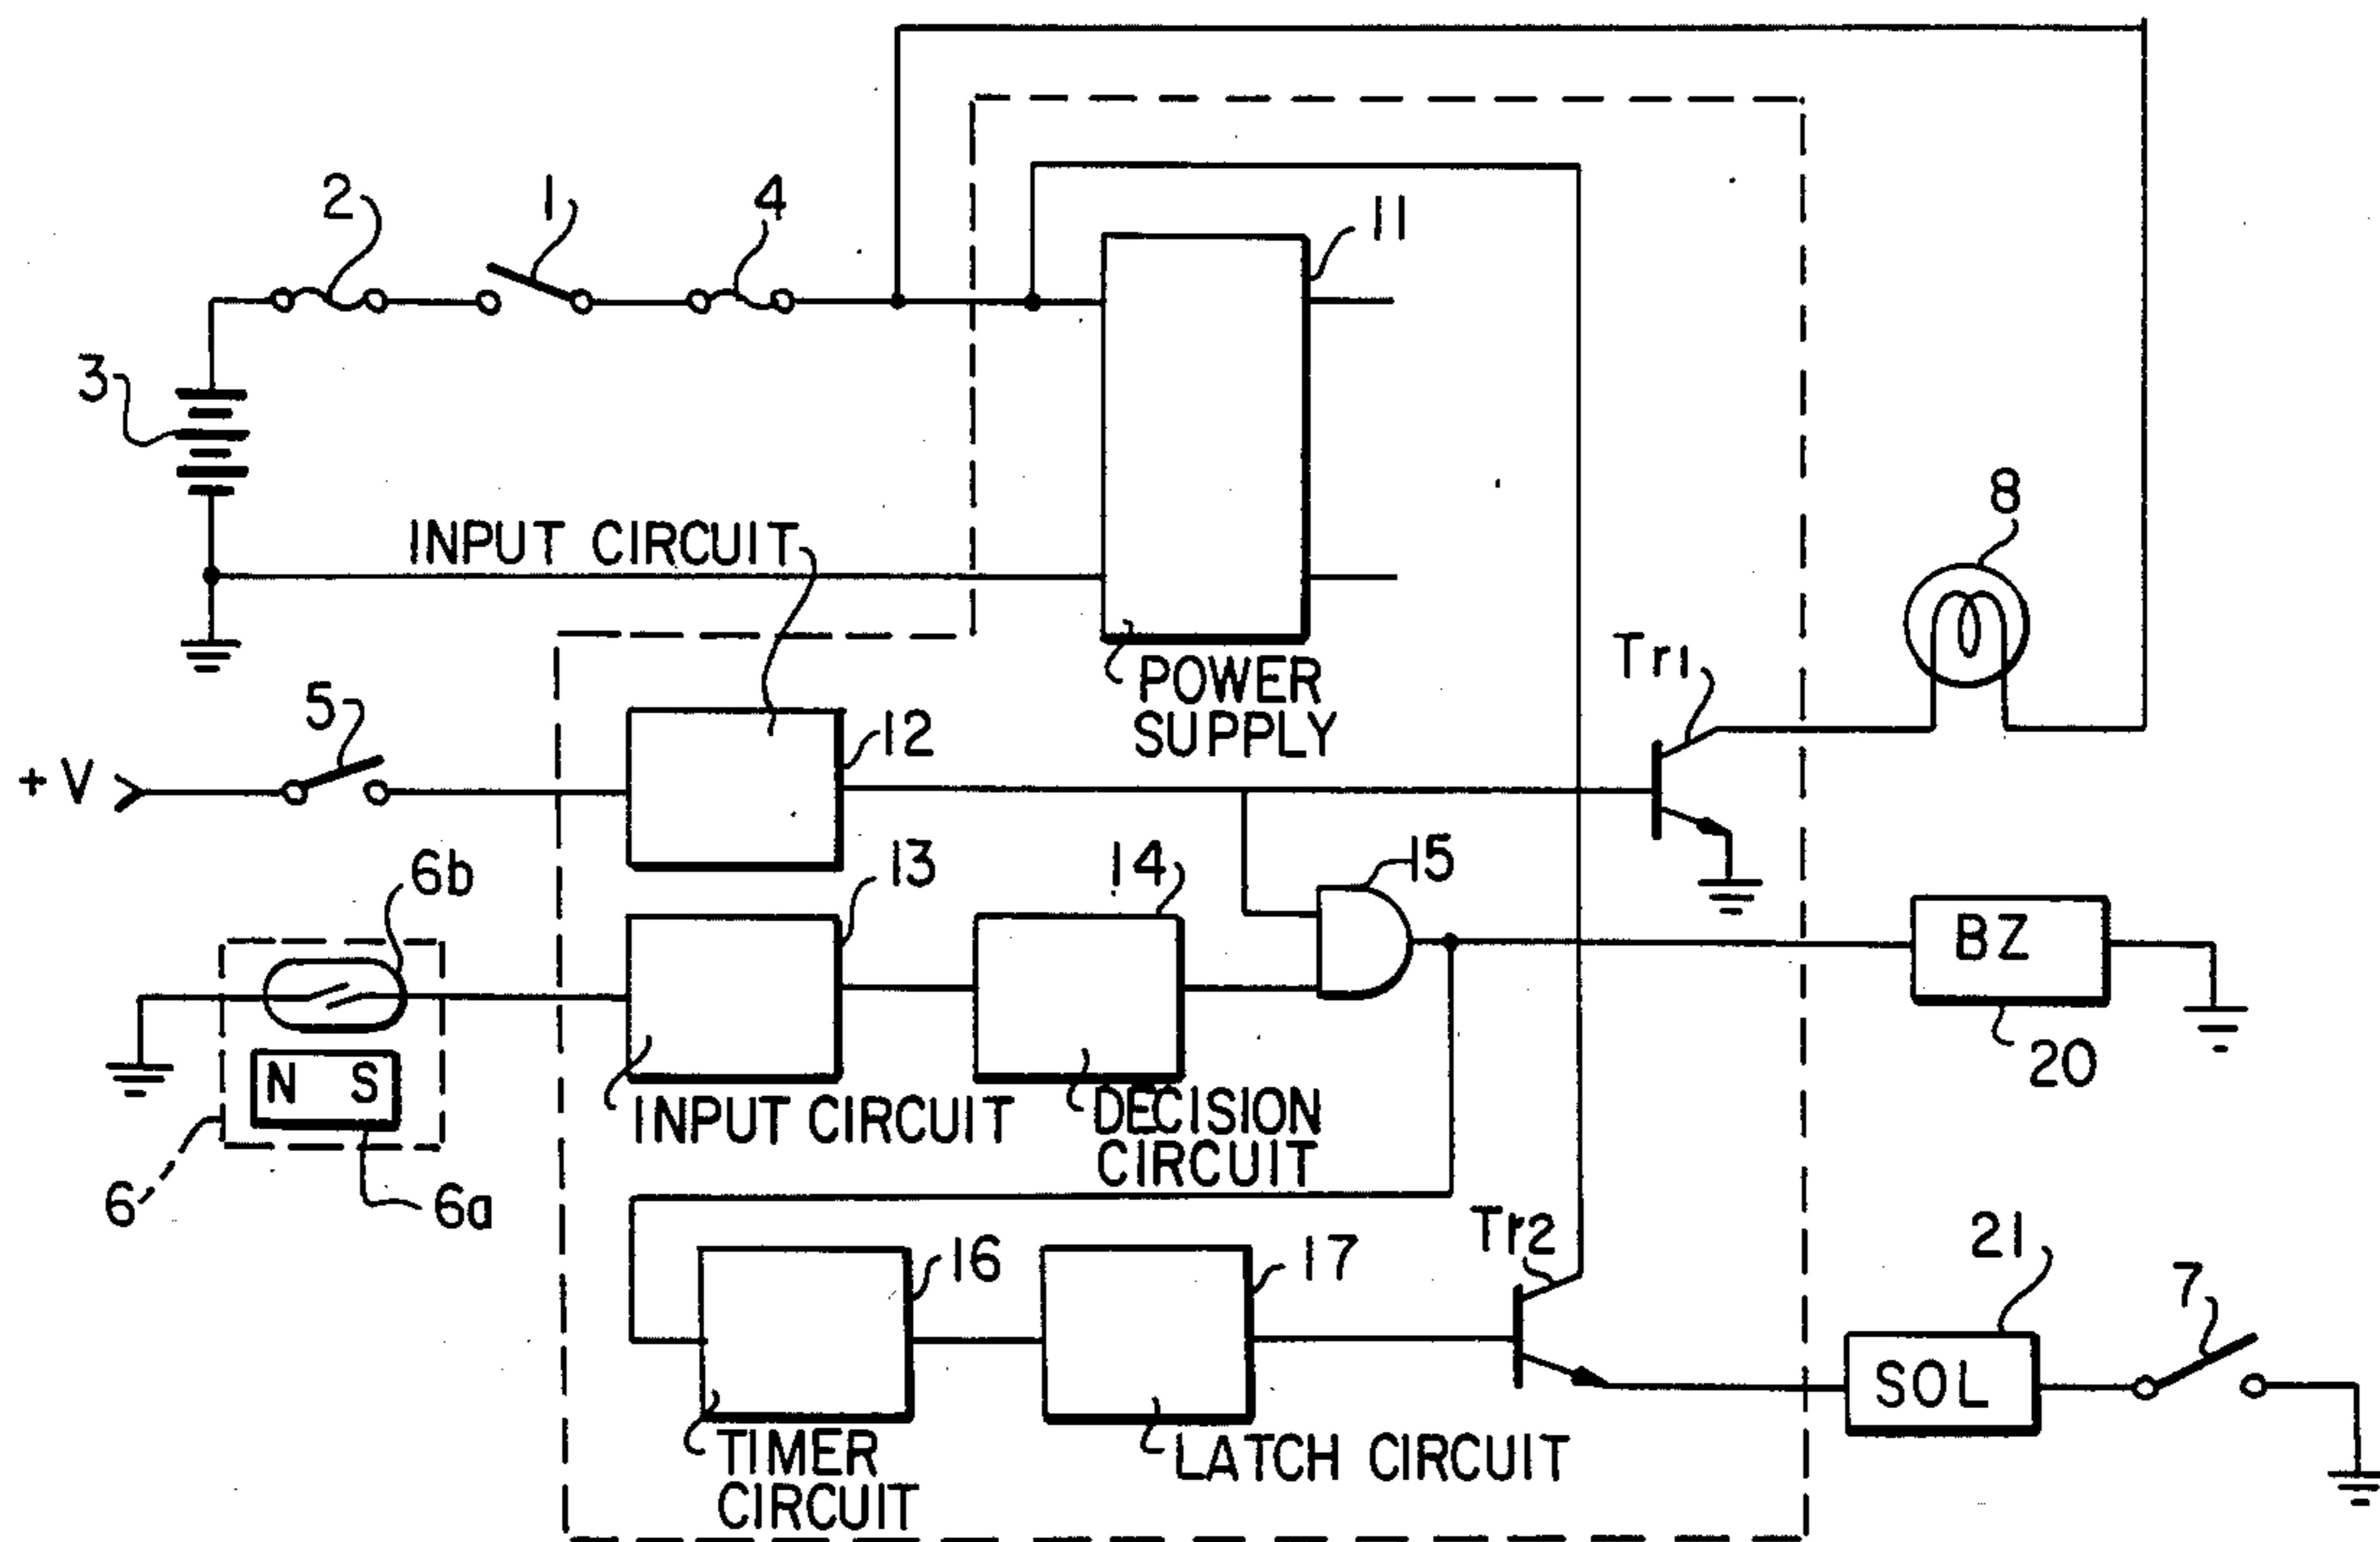 2
1
4
11
3
INPUT CIRCUIT
8
POWER
SUPPLY
Tr1
5
12
+V
6b
13
14
15
BZ
20
N S
INPUT CIRCUIT
DECISION
CIRCUIT
6'
6a
16
17
Tr2
21
7
SOL
TIMER
CIRCUIT
LATCH CIRCUIT